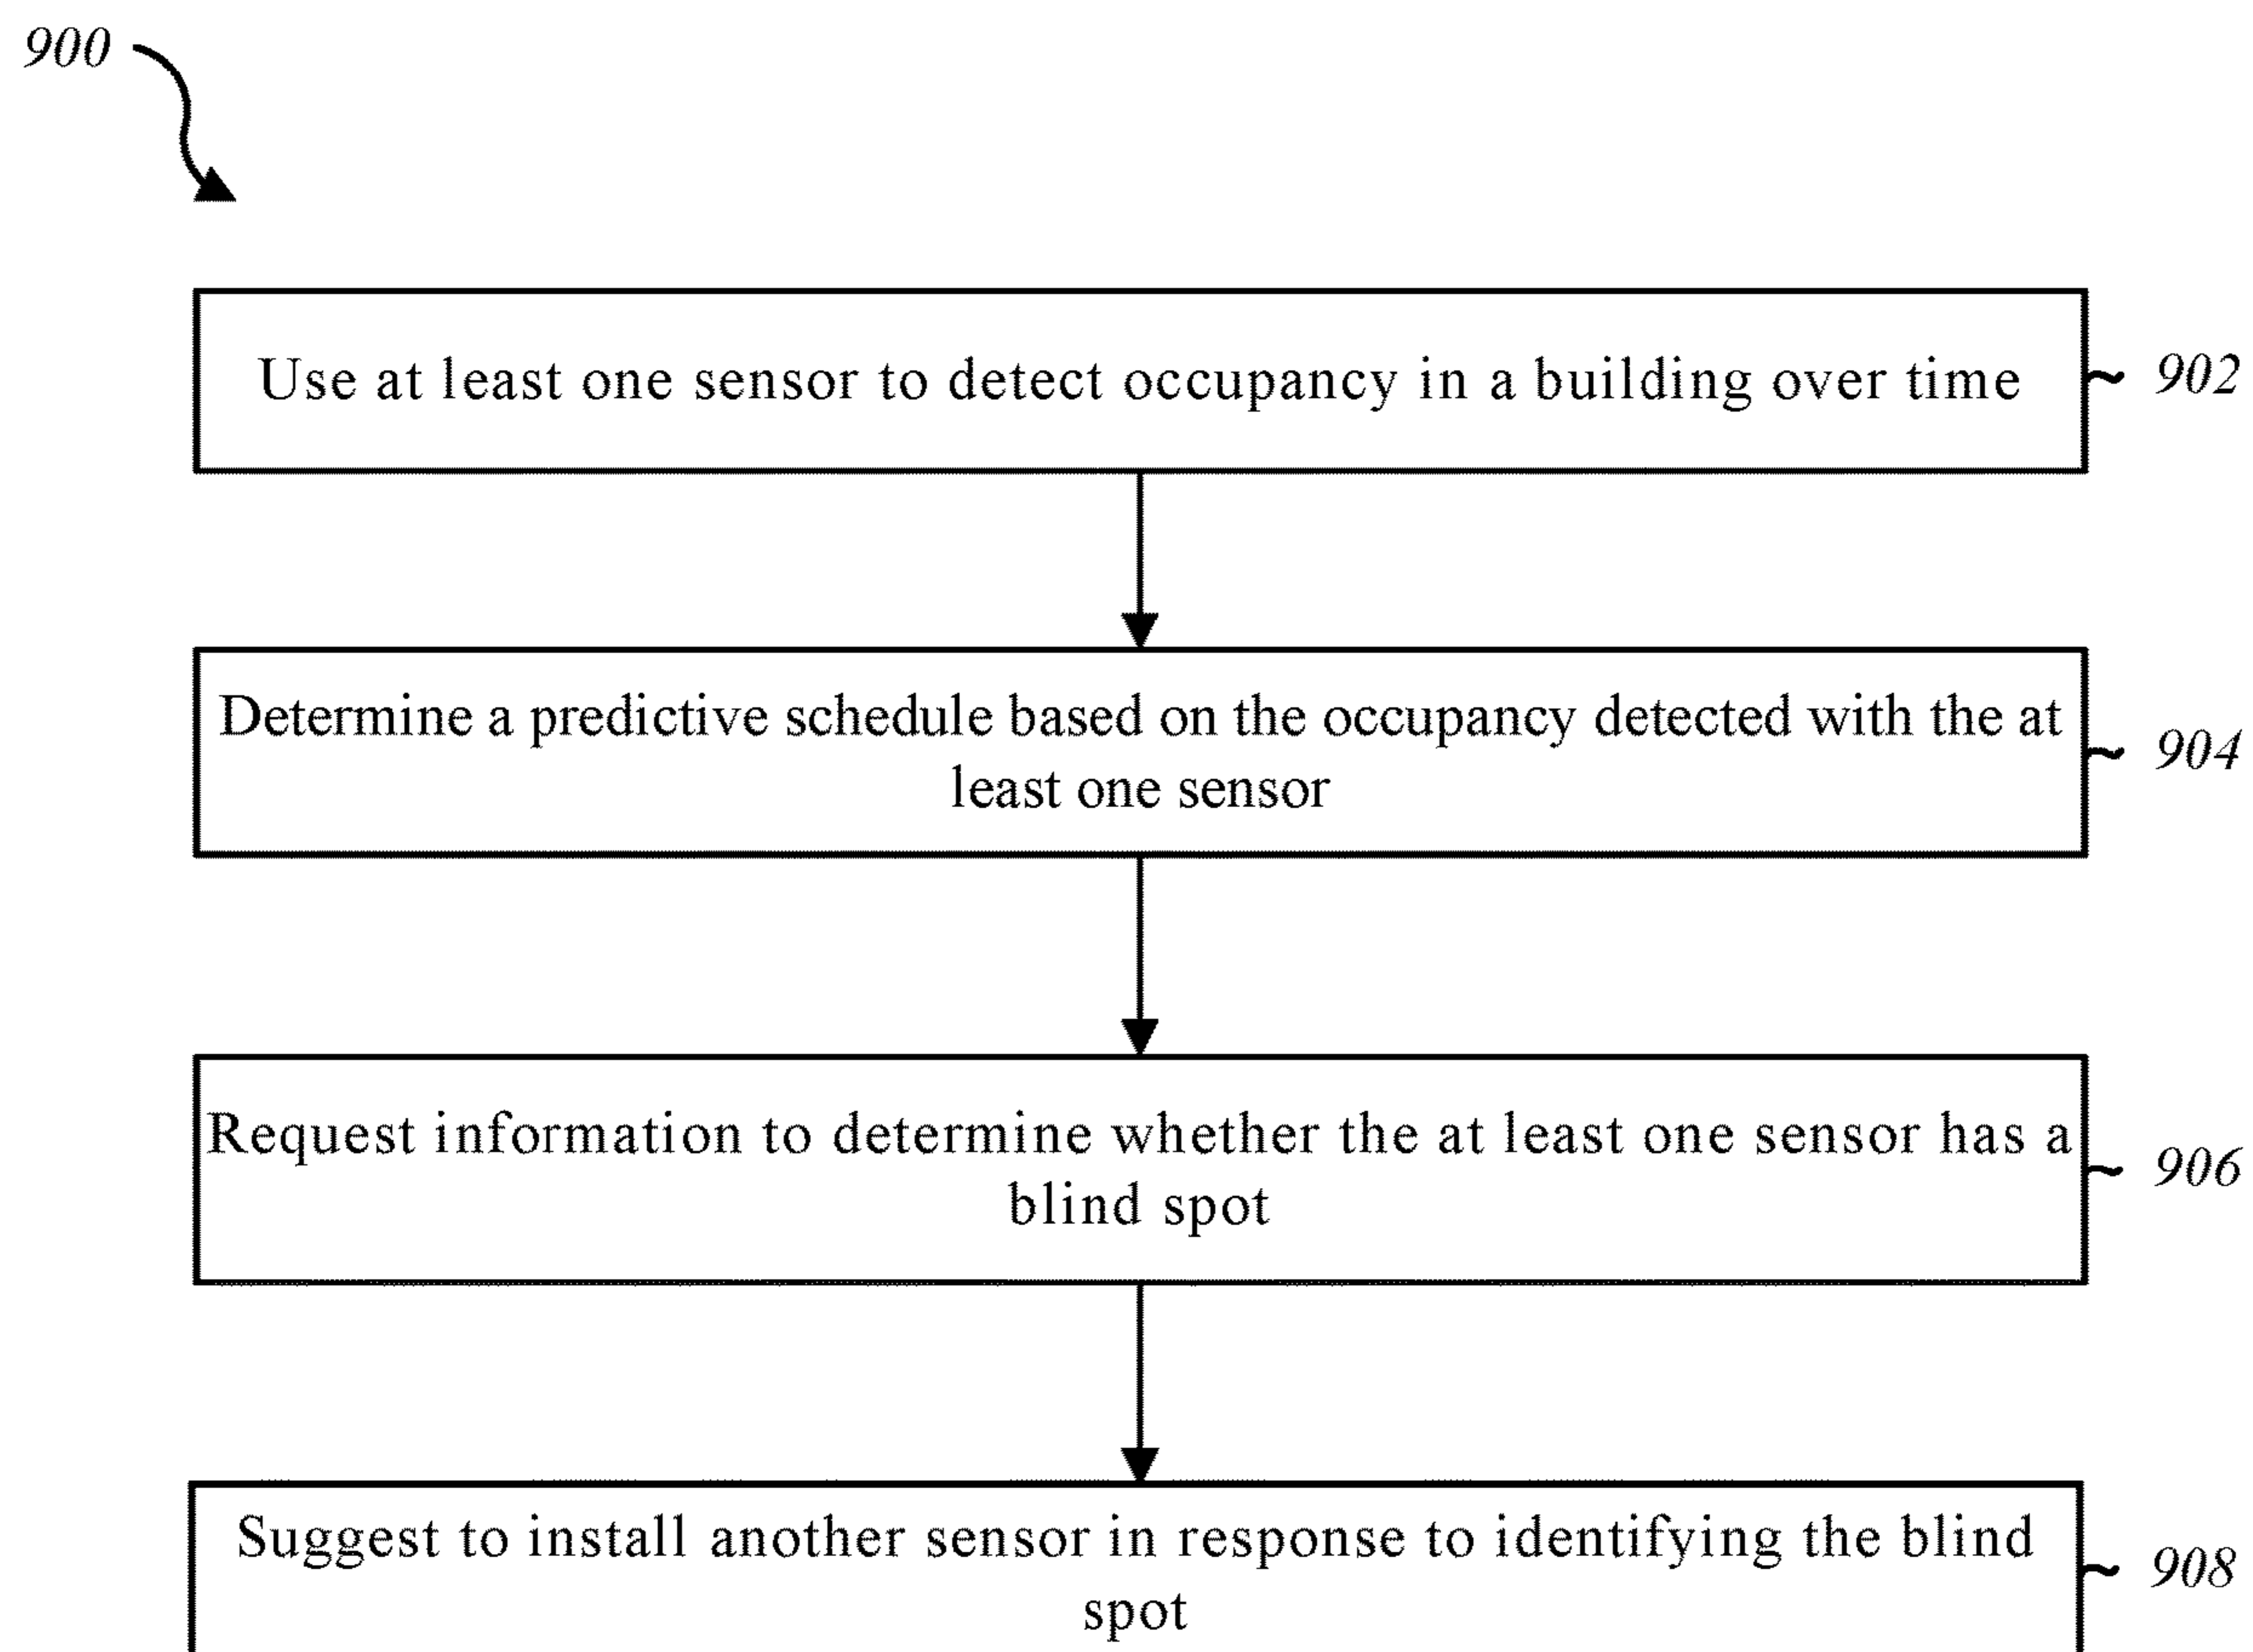 900
Use at least one sensor to detect occupancy in a building over time
902
Determine a predictive schedule based on the occupancy detected with the at
least one sensor
904
Request information to determine whether the at least one sensor has a
blind spot
906
Suggest to install another sensor in response to identifying the blind
spot
908